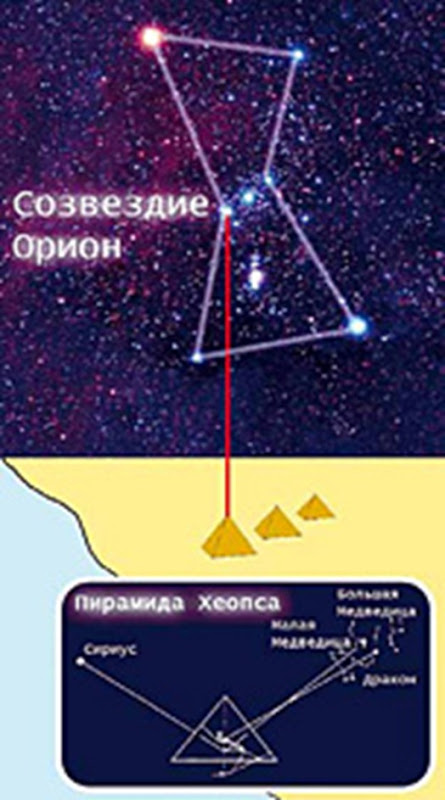 Созвездие
Орион
Пирамида Хеопса
Большая
Медведица
Малая
Медведица
Сириус
Дракон